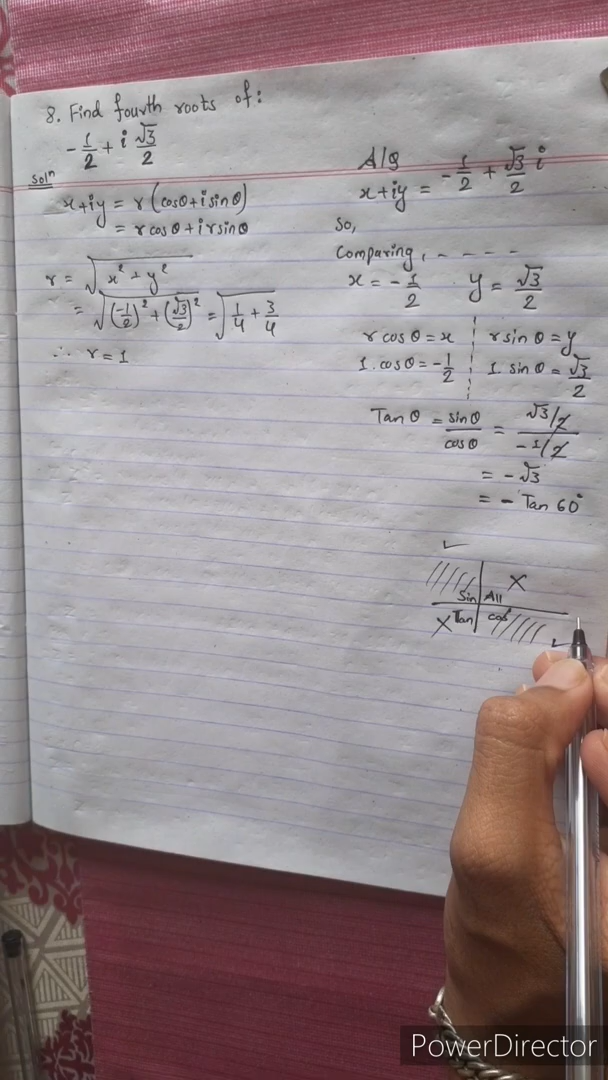 8. Find fourth roots of:
-1/2 + i √3/2
solⁿ
x+iy = r (cosθ+i sinθ)
= r cosθ + i r sinθ
r = √(x² + y²)
= √((-1/2)² + (√3/2)²) = √(1/4 + 3/4)
∴ r = 1
A/Q
x+iy = -1/2 + √3/2 i
So,
Comparing, - - - -
x = -1/2 y = √3/2
r cosθ = x r sinθ = y
1. cosθ = -1/2 1. sinθ = √3/2
Tanθ = sinθ/cosθ = (√3/2)/(-1/2)
= -√3
= - Tan 60°
Sin All
Tan cos
PowerDirector